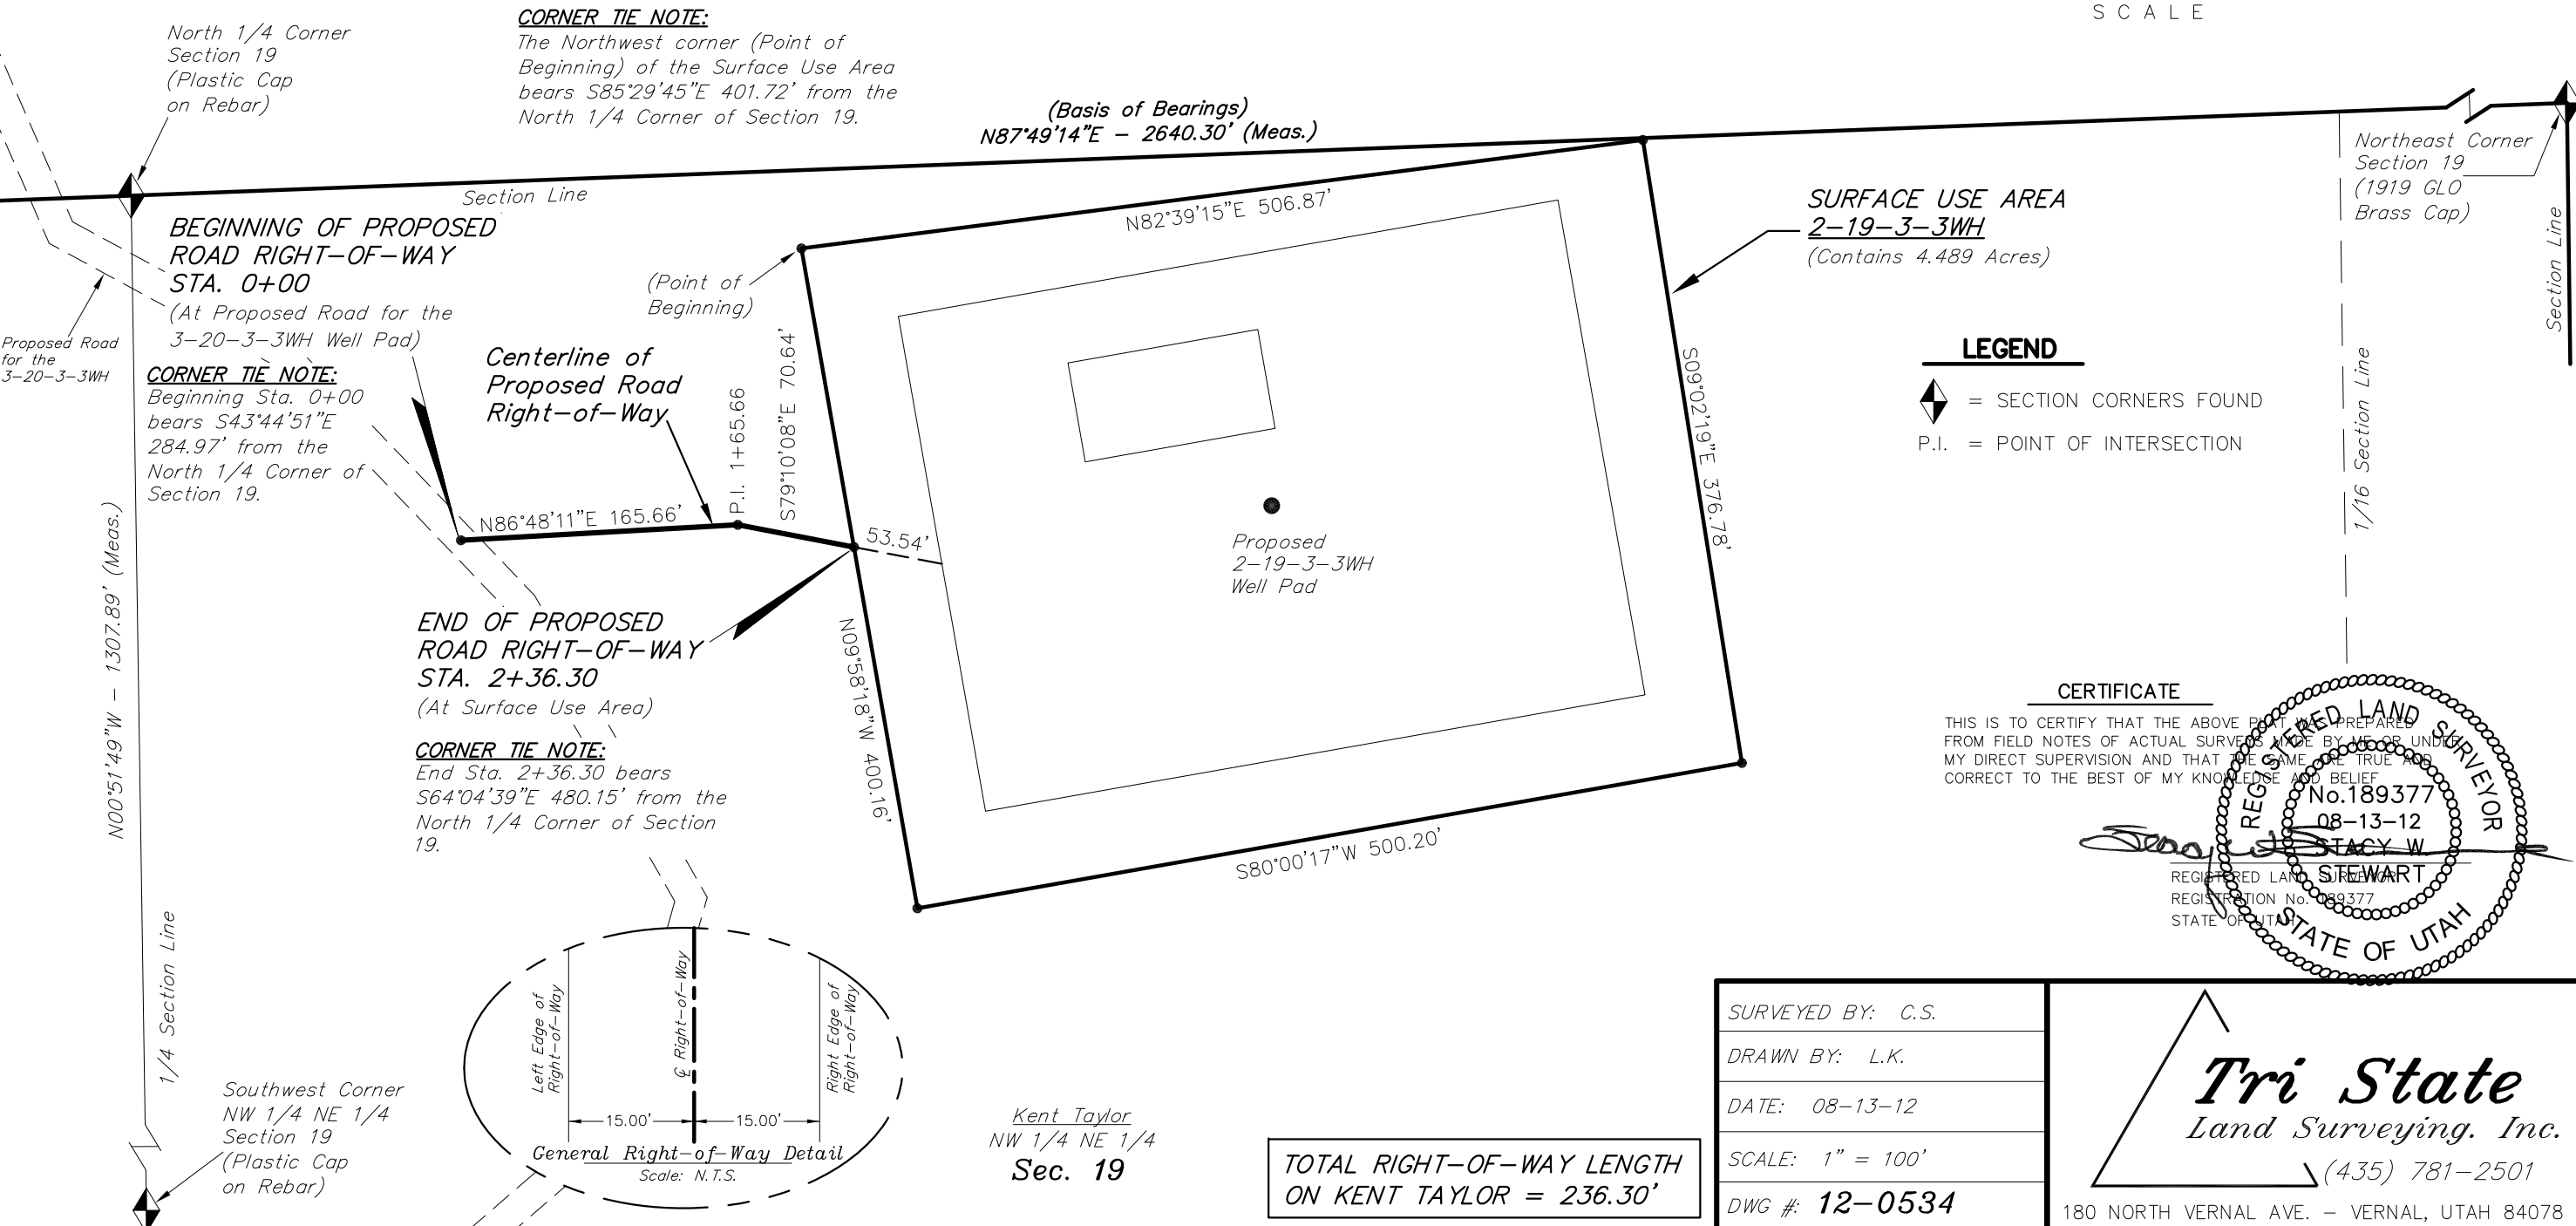 SCALE
North 1/4 Corner
Section 19
(Plastic Cap
on Rebar)
CORNER TIE NOTE:
The Northwest corner (Point of
Beginning) of the Surface Use Area
bears S85°29'45"E 401.72' from the
North 1/4 Corner of Section 19.
(Basis of Bearings)
N87°49'14"E – 2640.30' (Meas.)
Section Line
Northeast Corner
Section 19
(1919 GLO
Brass Cap)
Section Line
BEGINNING OF PROPOSED
ROAD RIGHT–OF–WAY
STA. 0+00
(At Proposed Road for the
3–20–3–3WH Well Pad)
Proposed Road
for the
3–20–3–3WH
CORNER TIE NOTE:
Beginning Sta. 0+00
bears S43°44'51"E
284.97' from the
North 1/4 Corner of
Section 19.
(Point of
Beginning)
N82°39'15"E 506.87'
SURFACE USE AREA
2–19–3–3WH
(Contains 4.489 Acres)
Centerline of
Proposed Road
Right–of–Way
P.I. 1+65.66
S79°10'08"E 70.64'
N86°48'11"E 165.66'
53.54'
S09°02'19"E 376.78'
Proposed
2–19–3–3WH
Well Pad
LEGEND
= SECTION CORNERS FOUND
P.I. = POINT OF INTERSECTION
1/16 Section Line
N00°51'49"W – 1307.89' (Meas.)
END OF PROPOSED
ROAD RIGHT–OF–WAY
STA. 2+36.30
(At Surface Use Area)
CORNER TIE NOTE:
End Sta. 2+36.30 bears
S64°04'39"E 480.15' from the
North 1/4 Corner of Section
19.
N09°58'18"W 400.16'
S80°00'17"W 500.20'
CERTIFICATE
THIS IS TO CERTIFY THAT THE ABOVE PLAT WAS PREPARED
FROM FIELD NOTES OF ACTUAL SURVEYS MADE BY ME OR UNDER
MY DIRECT SUPERVISION AND THAT THE SAME ARE TRUE AND
CORRECT TO THE BEST OF MY KNOWLEDGE AND BELIEF
REGISTERED LAND SURVEYOR
No.189377
08–13–12
STACY W
STEWART
STATE OF UTAH
REGISTERED LAND SURVEYOR
REGISTRATION No. 189377
STATE OF UTAH
1/4 Section Line
Southwest Corner
NW 1/4 NE 1/4
Section 19
(Plastic Cap
on Rebar)
Left Edge of
Right–of–Way
℄ Right–of–Way
Right Edge of
Right–of–Way
15.00'
15.00'
General Right–of–Way Detail
Scale: N.T.S.
Kent Taylor
NW 1/4 NE 1/4
Sec. 19
TOTAL RIGHT–OF–WAY LENGTH
ON KENT TAYLOR = 236.30'
SURVEYED BY: C.S.
DRAWN BY: L.K.
DATE: 08–13–12
SCALE: 1" = 100'
DWG #: 12–0534
Tri State
Land Surveying. Inc.
(435) 781–2501
180 NORTH VERNAL AVE. – VERNAL, UTAH 84078